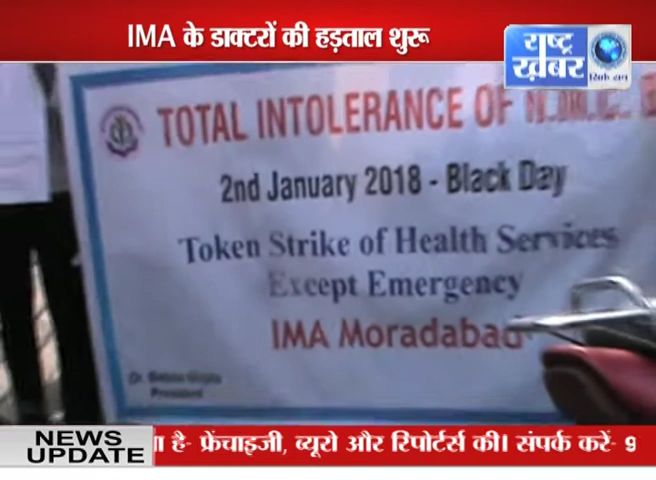 IMA के डाक्टरों की हड़ताल शुरू
राष्ट्र
ख़बर
सिर्फ सच
TOTAL INTOLERANCE OF N.M.C.
2nd January 2018 - Black Day
Token Strike of Health Services
Except Emergency
IMA Moradabad
President
NEWS
UPDATE
है- फ्रेंचाइजी, ब्यूरो और रिपोर्टर्स की। संपर्क करें- 9